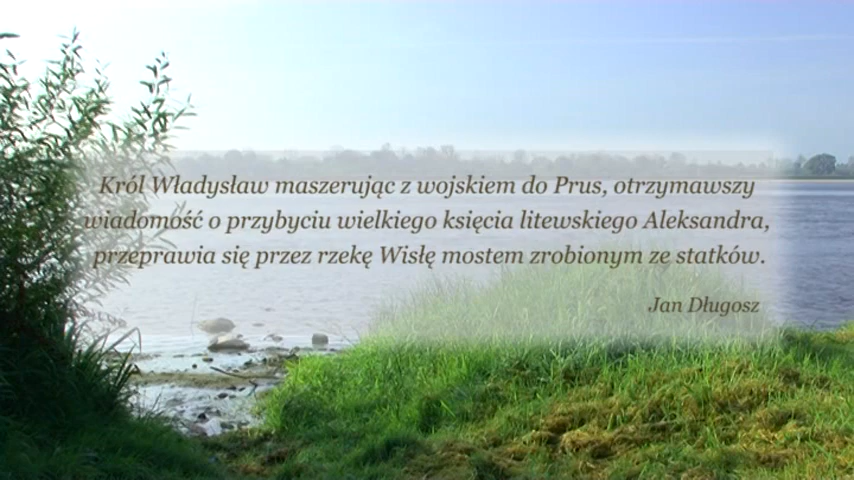 Król Władysław maszerując z wojskiem do Prus, otrzymawszy
wiadomość o przybyciu wielkiego księcia litewskiego Aleksandra,
przeprawia się przez rzekę Wisłę mostem zrobionym ze statków.
Jan Długosz